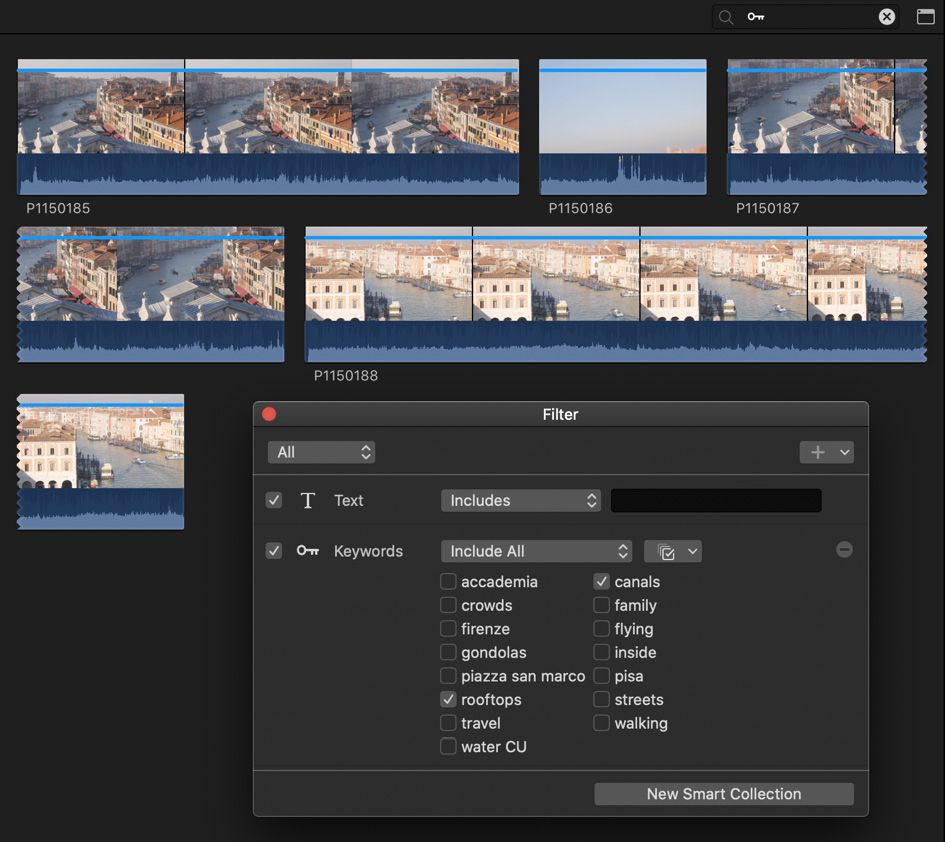 P1150185
P1150186
P1150187
P1150188
Filter
All
Text
Includes
Keywords
Include All
accademia
canals
crowds
family
firenze
flying
gondolas
inside
piazza san marco
pisa
rooftops
streets
travel
walking
water CU
New Smart Collection